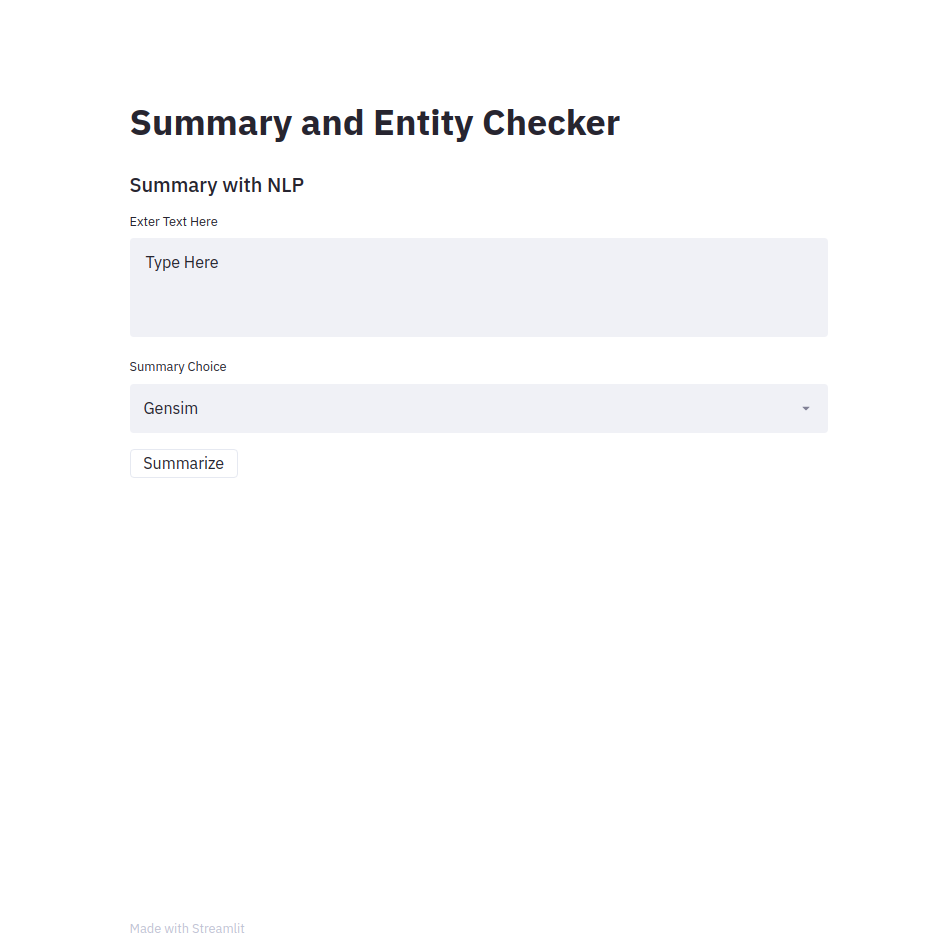 Summary and Entity Checker
Summary with NLP
Exter Text Here
Type Here
Summary Choice
Gensim
Summarize
Made with Streamlit